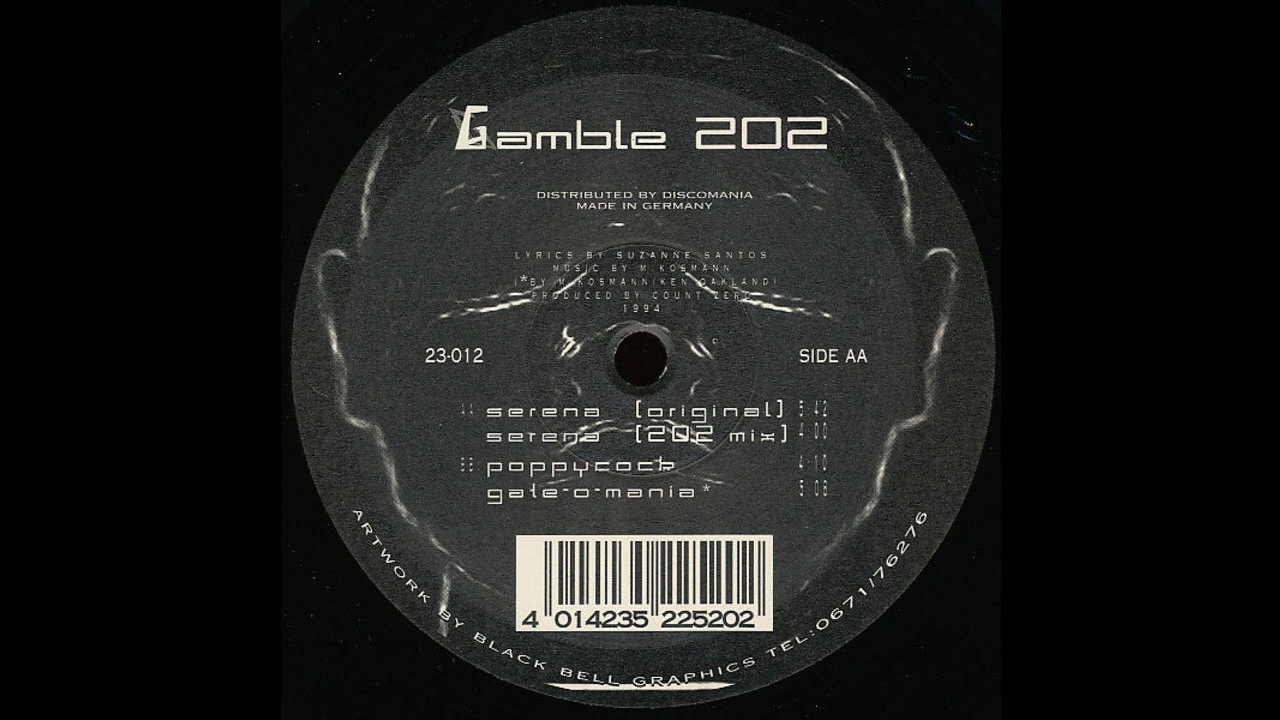 Gamble 202
DISTRIBUTED BY DISCOMANIA
MADE IN GERMANY
LYRICS BY SUZANNE SANTOS
MUSIC BY M.KOSMANN
(*BY M.KOSMANN/KEN OAKLAND)
PRODUCED BY COUNT ZERO
1994
23-012
SIDE AA
AA serena [original] 5:42
serena [202 mix] 4:00
BB poppycock 4:10
gate-o-mania* 5:08
4 014235 225202
ARTWORK BY BLACK BELL GRAPHICS TEL:0671/76276